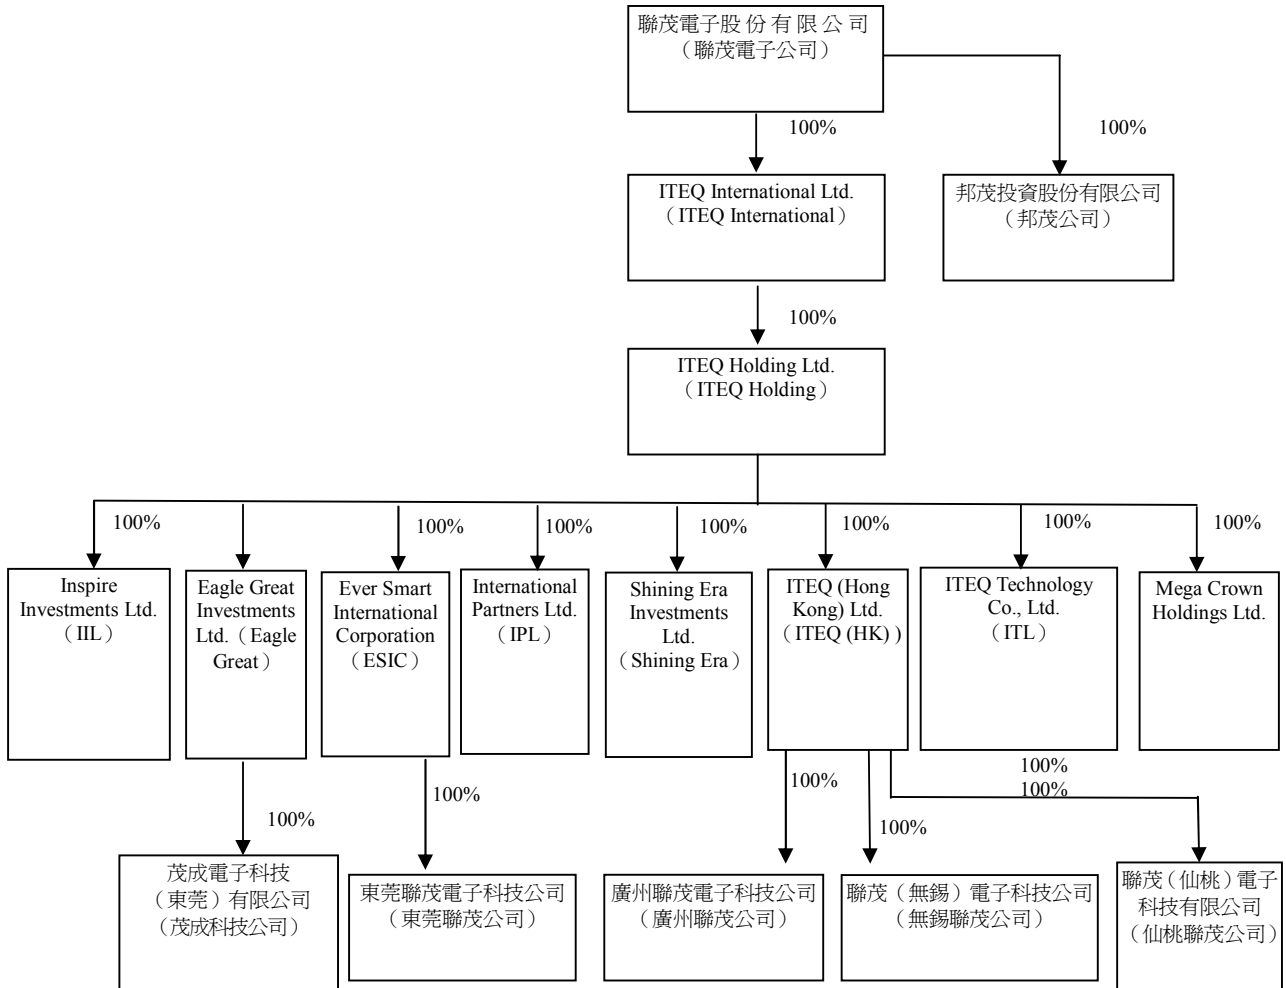 聯茂電子股份有限公司
（聯茂電子公司）
100%
100%
ITEQ International Ltd.
（ITEQ International）
邦茂投資股份有限公司
（邦茂公司）
100%
ITEQ Holding Ltd.
（ITEQ Holding）
100%
100%
100%
100%
100%
100%
100%
Inspire
Investments Ltd.
（IIL）
Eagle Great
Investments
Ltd.（Eagle
Great）
Ever Smart
International
Corporation
（ESIC）
International
Partners Ltd.
（IPL）
Shining Era
Investments
Ltd.
（Shining Era）
ITEQ (Hong
Kong) Ltd.
（ITEQ (HK) ）
ITEQ Technology
Co., Ltd.
（ITL）
Mega Crown
Holdings Ltd.
100%
100%
100%
100%
100%
100%
茂成電子科技
（東莞）有限公司
（茂成科技公司）
東莞聯茂電子科技公司
（東莞聯茂公司）
廣州聯茂電子科技公司
（廣州聯茂公司）
聯茂（無錫）電子科技公司
（無錫聯茂公司）
聯茂（仙桃）電子
科技有限公司
（仙桃聯茂公司）